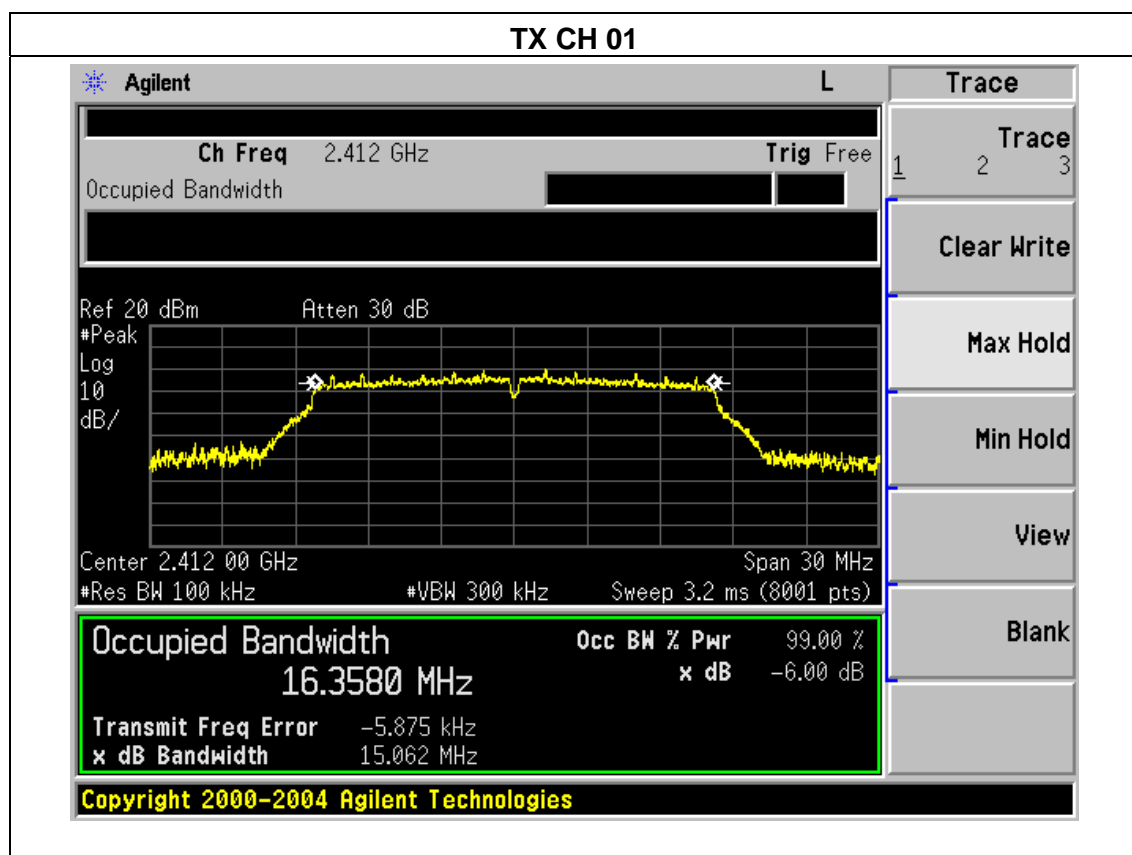 TX CH 01
Agilent L Trace
Ch Freq 2.412 GHz Trig Free
Occupied Bandwidth
Trace
1 2 3
Clear Write
Max Hold
Min Hold
View
Blank
Ref 20 dBm Atten 30 dB
#Peak
Log
10
dB/
Center 2.412 00 GHz Span 30 MHz
#Res BW 100 kHz #VBW 300 kHz Sweep 3.2 ms (8001 pts)
Occupied Bandwidth Occ BW % Pwr 99.00 %
16.3580 MHz x dB -6.00 dB
Transmit Freq Error -5.875 kHz
x dB Bandwidth 15.062 MHz
Copyright 2000-2004 Agilent Technologies